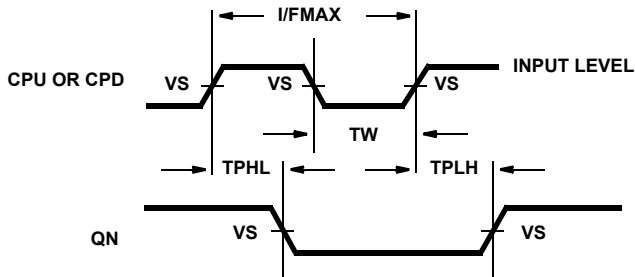 I/FMAX
CPU OR CPD VS VS VS INPUT LEVEL
TW
TPHL TPLH
QN VS VS